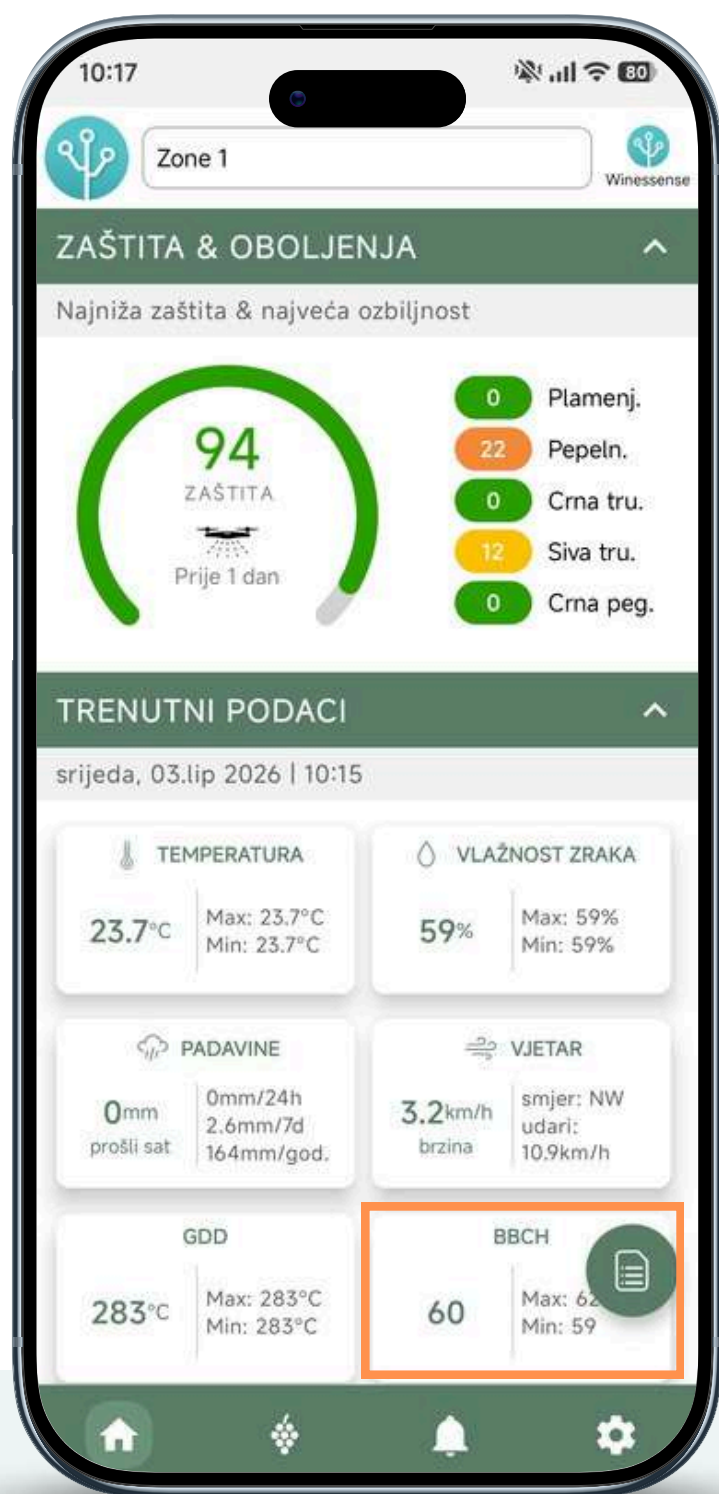 10:17
80
Zone 1
Winessense
ZAŠTITA & OBOLJENJA
Najniža zaštita & najveća ozbiljnost
94
ZAŠTITA
Prije 1 dan
0 Plamenj.
22 Pepeln.
0 Crna tru.
12 Siva tru.
0 Crna peg.
TRENUTNI PODACI
srijeda, 03.lip 2026 | 10:15
TEMPERATURA
23.7°C
Max: 23.7°C
Min: 23.7°C
VLAŽNOST ZRAKA
59%
Max: 59%
Min: 59%
PADAVINE
0mm
prošli sat
0mm/24h
2.6mm/7d
164mm/god.
VJETAR
3.2km/h
brzina
smjer: NW
udari:
10.9km/h
GDD
283°C
Max: 283°C
Min: 283°C
BBCH
60
Max: 62
Min: 59